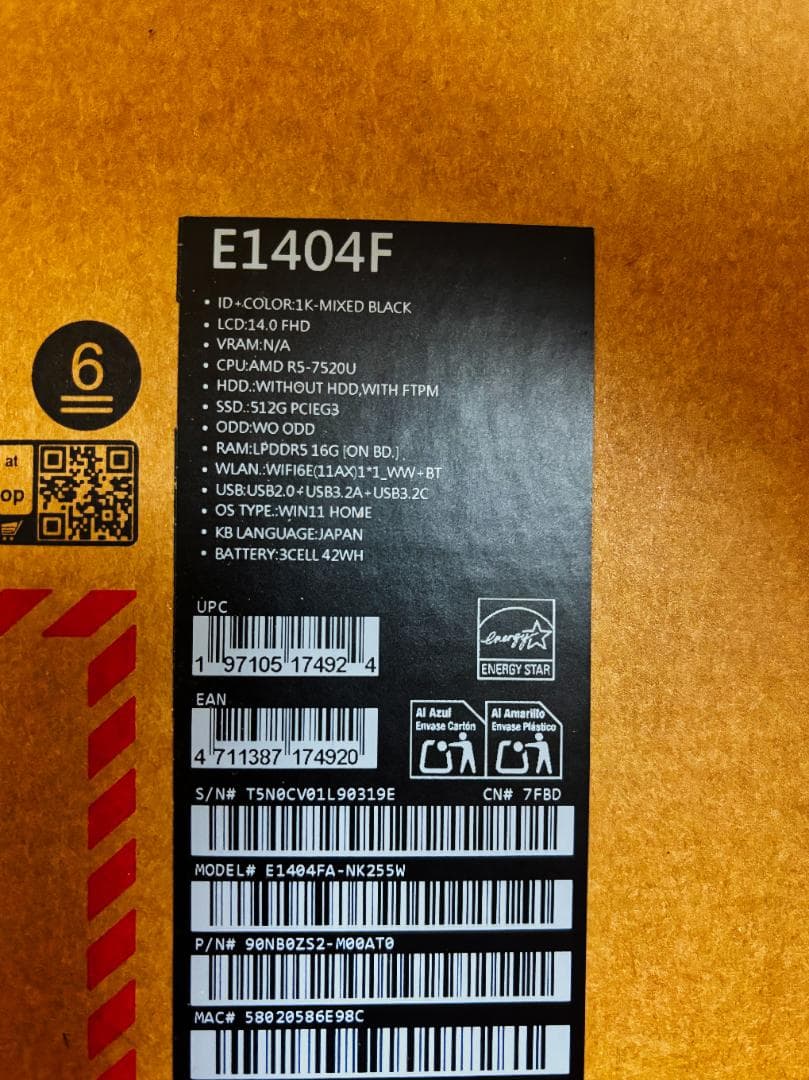 E1404F
• ID+COLOR:1K-MIXED BLACK
• LCD:14.0 FHD
• VRAM:N/A
• CPU:AMD R5-7520U
• HDD.:WITHOUT HDD,WITH FTPM
• SSD.:512G PCIEG3
• ODD:WO ODD
• RAM:LPDDR5 16G [ON BD.]
• WLAN.:WIFI6E(11AX)1*1_WW+BT
• USB:USB2.0+USB3.2A+USB3.2C
• OS TYPE.:WIN11 HOME
• KB LANGUAGE:JAPAN
• BATTERY:3CELL 42WH
6
at
op
UPC
1 97105 17492 4
energy
ENERGY STAR
EAN
4 711387 174920
Al Azul
Envase Cartón
Al Amarillo
Envase Plástico
S/N# T5N0CV01L90319E CN# 7FBD
MODEL# E1404FA-NK255W
P/N# 90NB0ZS2-M00AT0
MAC# 58020586E98C